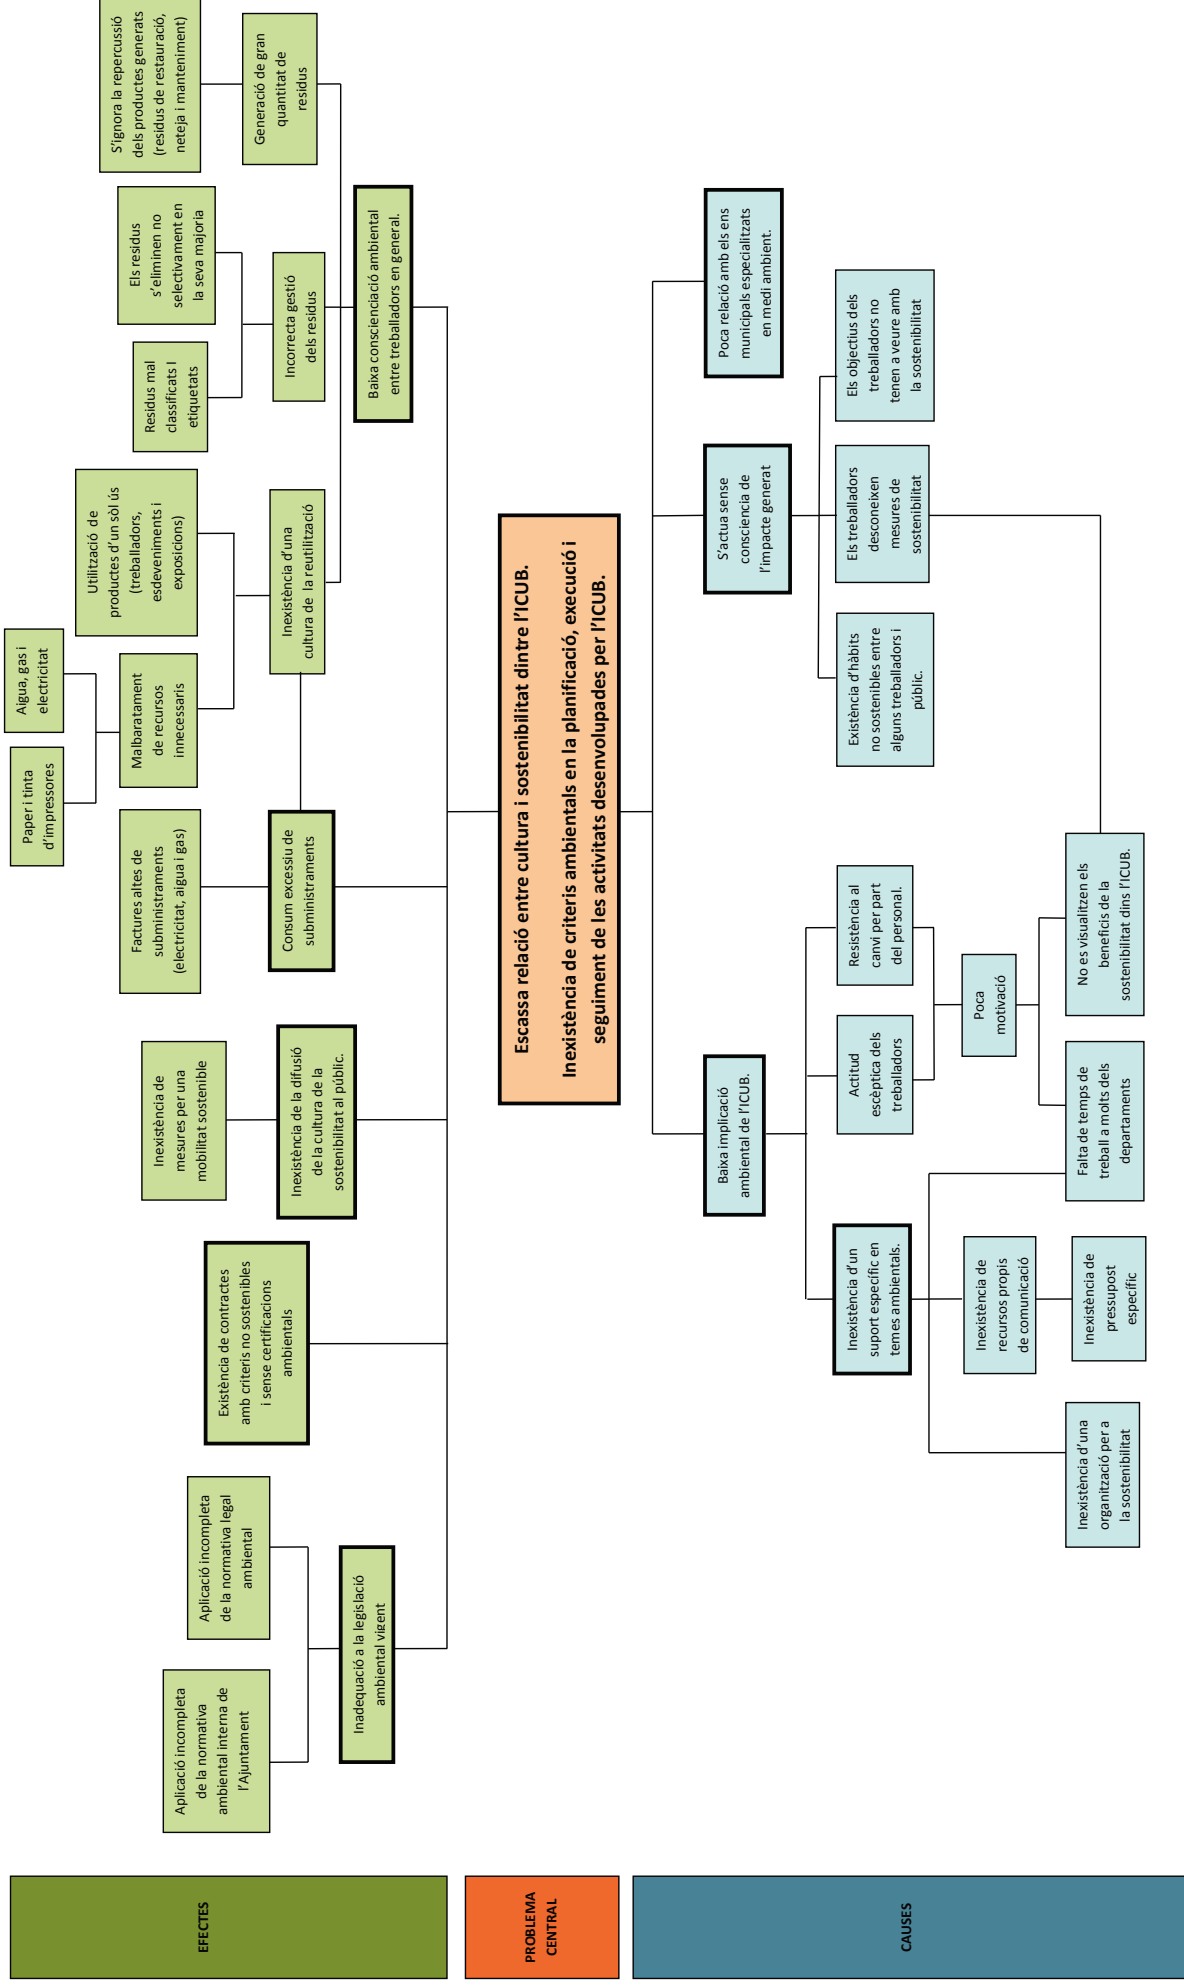 EFECTES
Aplicació incompleta
de la normativa
ambiental interna de
l'Ajuntament
Aplicació incompleta
de la normativa legal
ambiental
Inadequació a la legislació
ambiental vigent
Existència de contractes
amb criteris no sostenibles
i sense certificacions
ambientals
Inexistència de
mesures per una
mobilitat sostenible
Inexistència de la difusió
de la cultura de la
sostenibilitat al públic.
Factures altes de
subministraments
(electricitat, aigua i gas)
Consum excessiu de
subministraments
Paper i tinta
d'impressores
Aigua, gas i
electricitat
Malbaratament
de recursos
innecessaris
Utilització de
productes d'un sòl ús
(treballadors,
esdeveniments i
exposicions)
Inexistència d'una
cultura de la reutilització
Residus mal
classificats I
etiquetats
Els residus
s'eliminen no
selectivament en
la seva majoria
Incorrecta gestió
dels residus
S'ignora la repercussió
dels productes generats
(residus de restauració,
neteja i manteniment)
Generació de gran
quantitat de
residus
Baixa conscienciació ambiental
entre treballadors en general.
PROBLEMA
CENTRAL
Escassa relació entre cultura i sostenibilitat dintre l'ICUB.
Inexistència de criteris ambientals en la planificació, execució i
seguiment de les activitats desenvolupades per l'ICUB.
CAUSES
Baixa implicació
ambiental de l'ICUB.
S'actua sense
consciencia de
l'impacte generat
Poca relació amb els ens
municipals especialitzats
en medi ambient.
Inexistència d'un
suport específic en
temes ambientals.
Actitud
escèptica dels
treballadors
Resistència al
canvi per part
del personal.
Existència d'hàbits
no sostenibles entre
alguns treballadors i
públic.
Els treballadors
desconeixen
mesures de
sostenibilitat
Els objectius dels
treballadors no
tenen a veure amb
la sostenibilitat
Inexistència de
recursos propis
de comunicació
Poca
motivació
Inexistència d'una
organització per a
la sostenibilitat
Inexistència de
pressupost
específic
Falta de temps de
treball a molts dels
departaments
No es visualitzen els
beneficis de la
sostenibilitat dins l'ICUB.